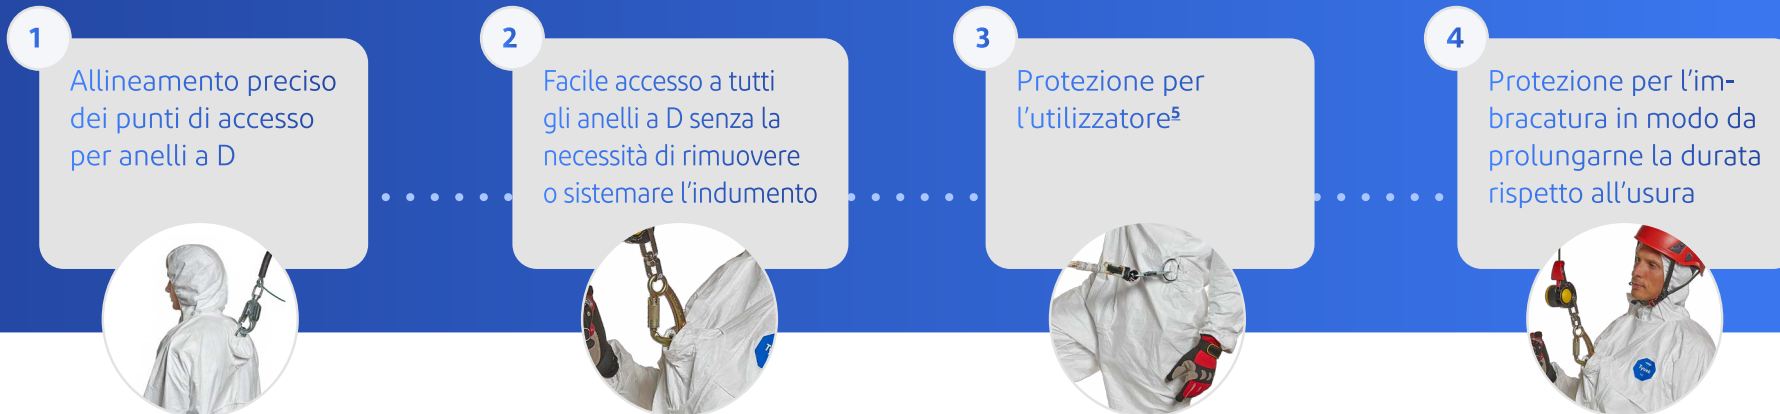 1
Allineamento preciso
dei punti di accesso
per anelli a D
2
Facile accesso a tutti
gli anelli a D senza la
necessità di rimuovere
o sistemare l'indumento
3
Protezione per
l'utilizzatore⁵
4
Protezione per l'im-
bracatura in modo da
prolungarne la durata
rispetto all'usura
Tyvek